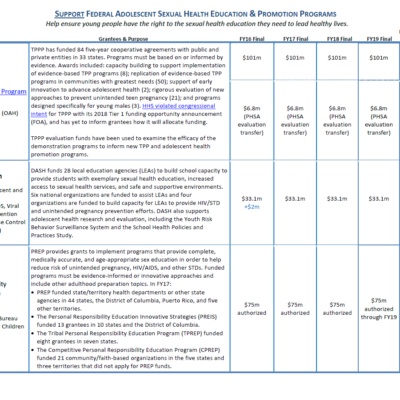 SUPPORT FEDERAL ADOLESCENT SEXUAL HEALTH EDUCATION & PROMOTION PROGRAMS
Help ensure young people have the right to the sexual health education they need to lead healthy lives.
Grantees & Purpose FY16 Final FY17 Final FY18 Final FY19 Final
TPPP has funded 84 five-year cooperative agreements with public and
private entities in 33 states. Programs must be based on or informed by
evidence. Awards included: capacity building to support implementation
of evidence-based TPP programs (8); replication of evidence-based TPP
programs in communities with greatest needs (50); support of early
innovation to advance adolescent health (2); rigorous evaluation of new
approaches to prevent unintended teen pregnancy (21); and programs
designed specifically for young males (3). HHS violated congressional
intent for TPPP with its 2018 Tier 1 funding opportunity announcement
(FOA), and has yet to inform grantees how it will allocate funding.
TPPP evaluation funds have been used to examine the efficacy of the
demonstration programs to inform new TPP and adolescent health
promotion programs.
Program
(OAH)
$101m $101m $101m $101m
$6.8m $6.8m $6.8m $6.8m
(PHSA (PHSA (PHSA (PHSA
evaluation evaluation evaluation evaluation
transfer) transfer) transfer) transfer)
DASH funds 28 local education agencies (LEAs) to build school capacity to
provide students with exemplary sexual health education, increased
access to sexual health services, and safe and supportive environments.
Six national organizations are funded to assist LEAs and four
organizations are funded to build capacity for LEAs to provide HIV/STD
and unintended pregnancy prevention efforts. DASH also supports
adolescent health research and evaluation, including the Youth Risk
Behavior Surveillance System and the School Health Policies and
Practices Study.
n
cent and
IS, Viral
ention
e Control
)
$33.1m $33.1m $33.1m $33.1m
+$2m
PREP provides grants to implement programs that provide complete,
medically accurate, and age-appropriate sex education in order to help
reduce risk of unintended pregnancy, HIV/AIDS, and other STDs. Funded
programs must be evidence-informed or innovative approaches and
include other adulthood preparation topics. In FY17:
• PREP funded state/territory health departments or other state
agencies in 44 states, the District of Columbia, Puerto Rico, and five
other territories.
• The Personal Responsibility Education Innovative Strategies (PREIS)
funded 13 grantees in 10 states and the District of Columbia.
• The Tribal Personal Responsibility Education Program (TPREP) funded
eight grantees in seven states.
• The Competitive Personal Responsibility Education Program (CPREP)
funded 21 community/faith-based organizations in the five states and
three territories that did not apply for PREP funds.
ity
Bureau
Children
$75m $75m $75m $75m
authorized authorized authorized authorized
through FY19